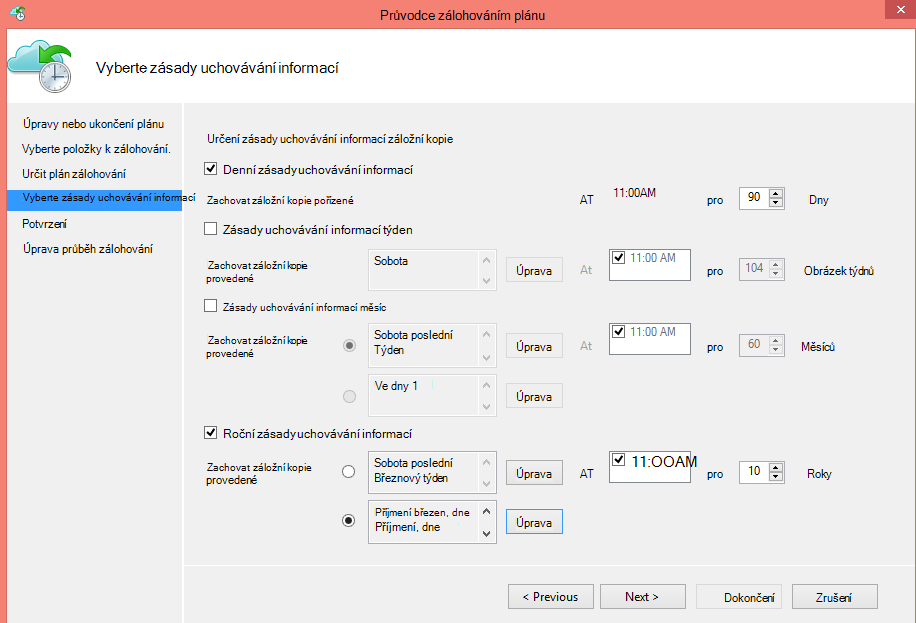 Průvodce zálohováním plánu
Vyberte zásady uchovávání informací
Úpravy nebo ukončení plánu
Vyberte položky k zálohování.
Určit plán zálohování
Vyberte zásady uchovávání informací
Potvrzení
Úprava průběh zálohování
Určení zásady uchovávání informací záložní kopie
Denní zásady uchovávání informací
Zachovat záložní kopie pořízené AT 11:00AM pro 90 Dny
Zásady uchovávání informací týden
Zachovat záložní kopie
provedené
Sobota
Úprava At 11:00 AM pro 104 Obrázek týdnů
Zásady uchovávání informací měsíc
Zachovat záložní kopie
provedené
Sobota poslední
Týden
Úprava At 11:00 AM pro 60 Měsíců
Ve dny 1
Úprava
Roční zásady uchovávání informací
Zachovat záložní kopie
provedené
Sobota poslední
Březnový týden
Úprava AT 11:OOAM pro 10 Roky
Příjmení březen, dne
Příjmení, dne
Úprava
< Previous Next > Dokončení Zrušení